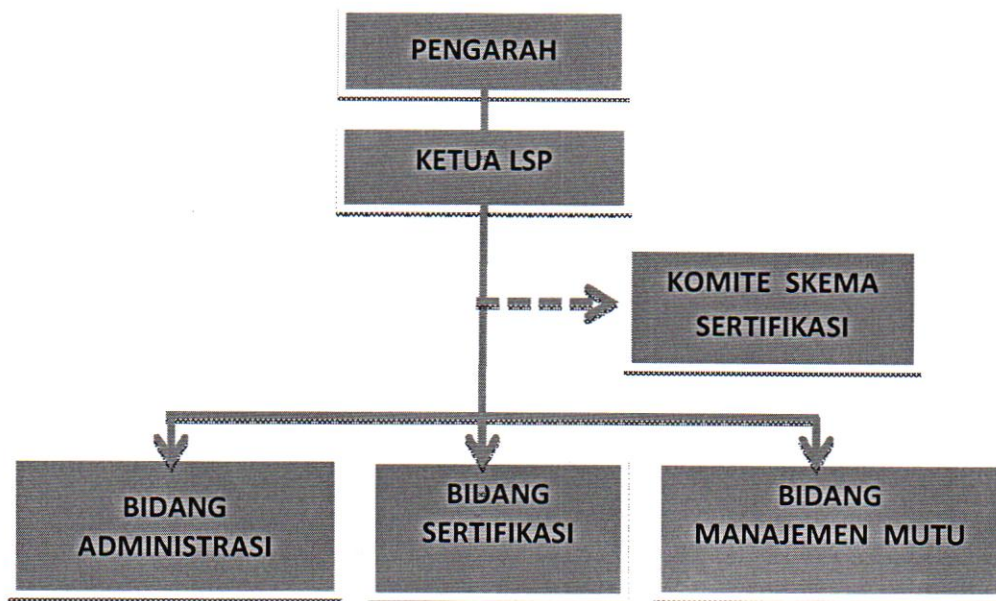 PENGARAH
KETUA LSP
KOMITE SKEMA
SERTIFIKASI
BIDANG
ADMINISTRASI
BIDANG
SERTIFIKASI
BIDANG
MANAJEMEN MUTU